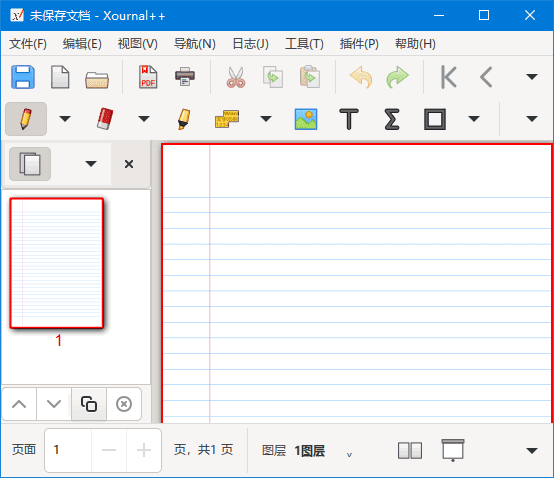 未保存文档 - Xournal++
文件(F) 编辑(E) 视图(V) 导航(N) 日志(J) 工具(T) 插件(P) 帮助(H)
PDF
T Σ
1
页面 1 页，共1 页 图层 1图层